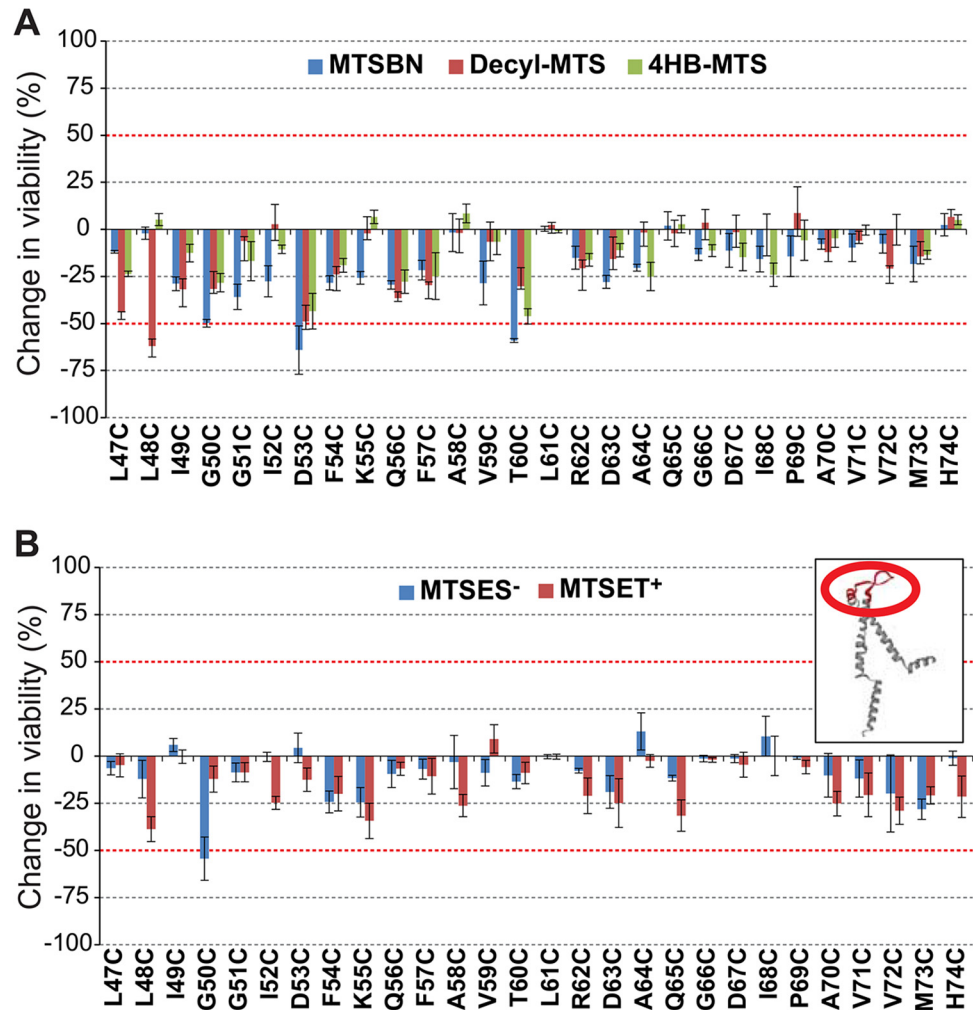 A
Change in viability (%)
100
75
50
25
0
-25
-50
-75
-100
MTSBN Decyl-MTS 4HB-MTS
L47C L48C I49C G50C G51C I52C D53C F54C K55C Q56C F57C A58C V59C T60C L61C R62C D63C A64C Q65C G66C D67C I68C P69C A70C V71C V72C M73C H74C
B
Change in viability (%)
100
75
50
25
0
-25
-50
-75
-100
MTSES- MTSET+
L47C L48C I49C G50C G51C I52C D53C F54C K55C Q56C F57C A58C V59C T60C L61C R62C D63C A64C Q65C G66C D67C I68C P69C A70C V71C V72C M73C H74C